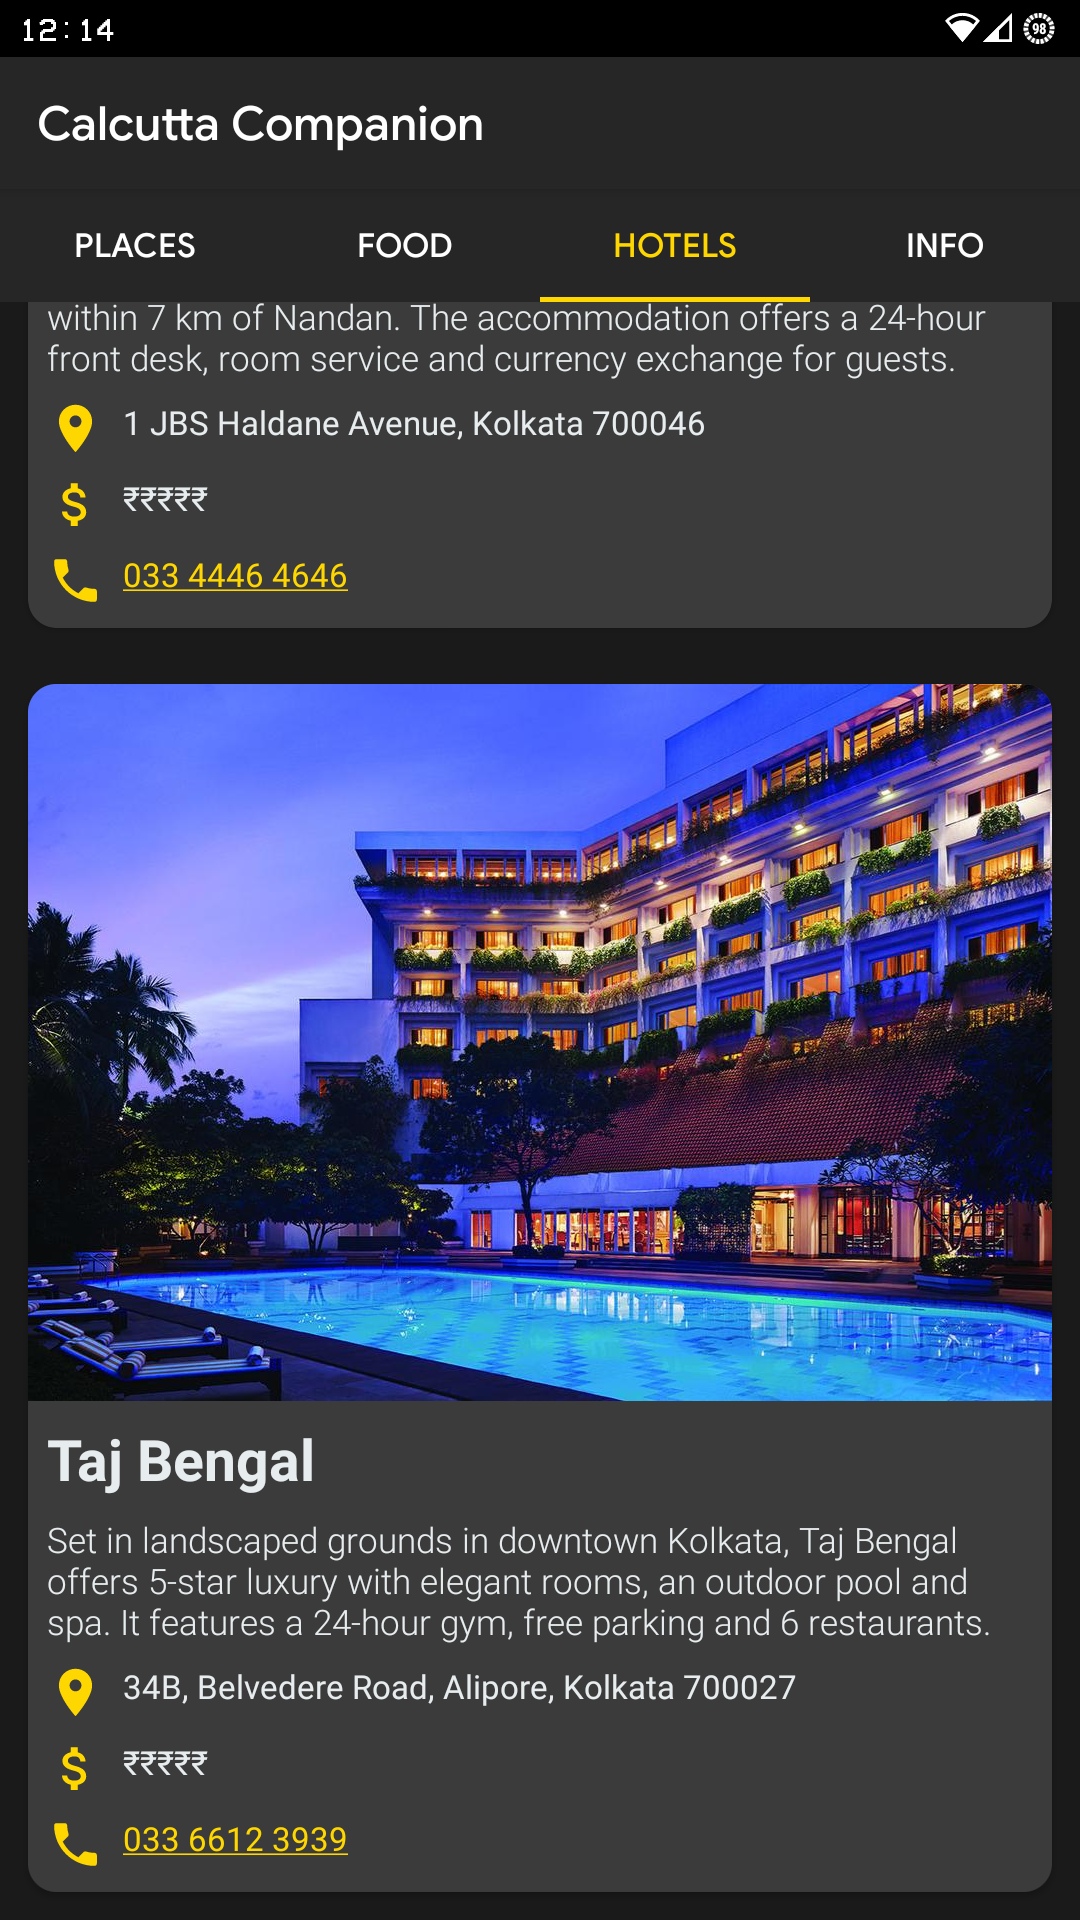 12:14
98
Calcutta Companion
PLACES FOOD HOTELS INFO
within 7 km of Nandan. The accommodation offers a 24-hour
front desk, room service and currency exchange for guests.
1 JBS Haldane Avenue, Kolkata 700046
$ ₹₹₹₹₹
033 4446 4646
Taj Bengal
Set in landscaped grounds in downtown Kolkata, Taj Bengal
offers 5-star luxury with elegant rooms, an outdoor pool and
spa. It features a 24-hour gym, free parking and 6 restaurants.
34B, Belvedere Road, Alipore, Kolkata 700027
$ ₹₹₹₹₹
033 6612 3939